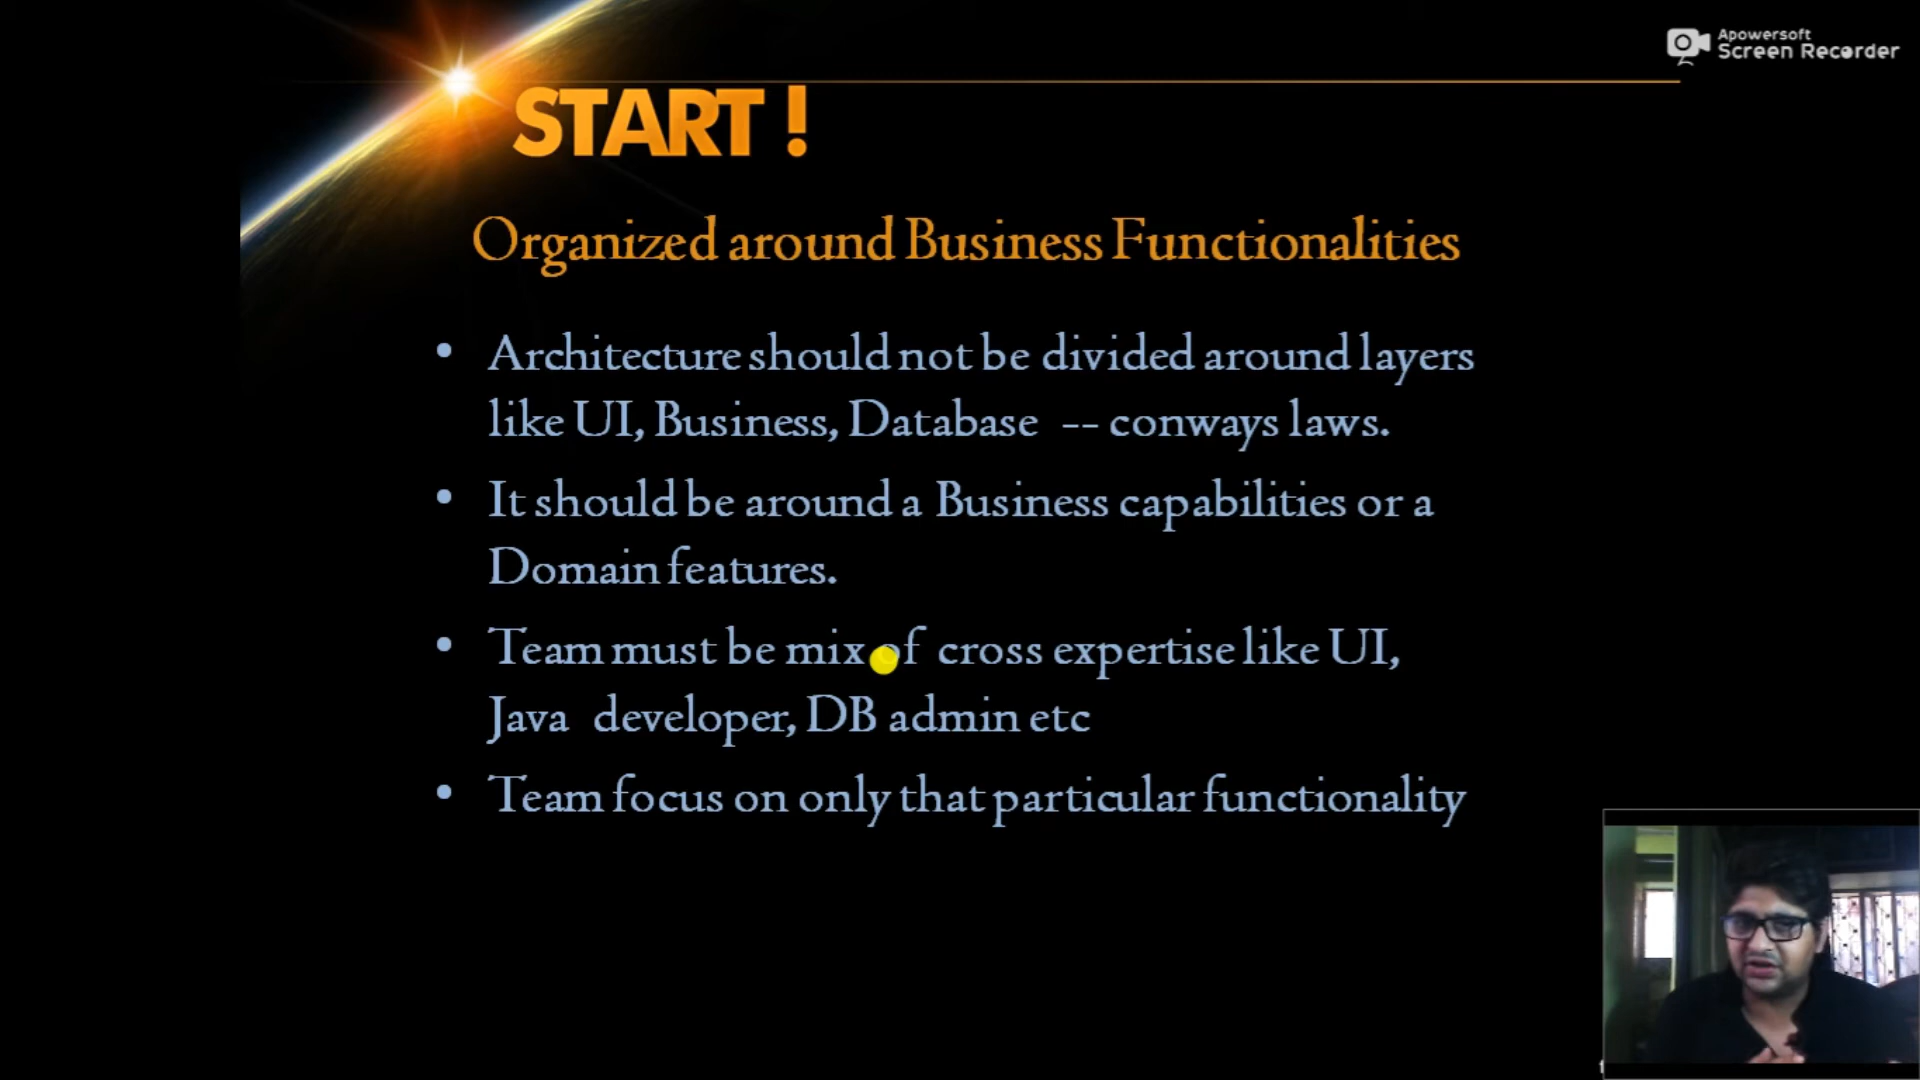 Apowersoft
Screen Recorder
START !
Organized around Business Functionalities
• Architecture should not be divided around layers
like UI, Business, Database -- conways laws.
• It should be around a Business capabilities or a
Domain features.
• Team must be mix of cross expertise like UI,
Java developer, DB admin etc
• Team focus on only that particular functionality